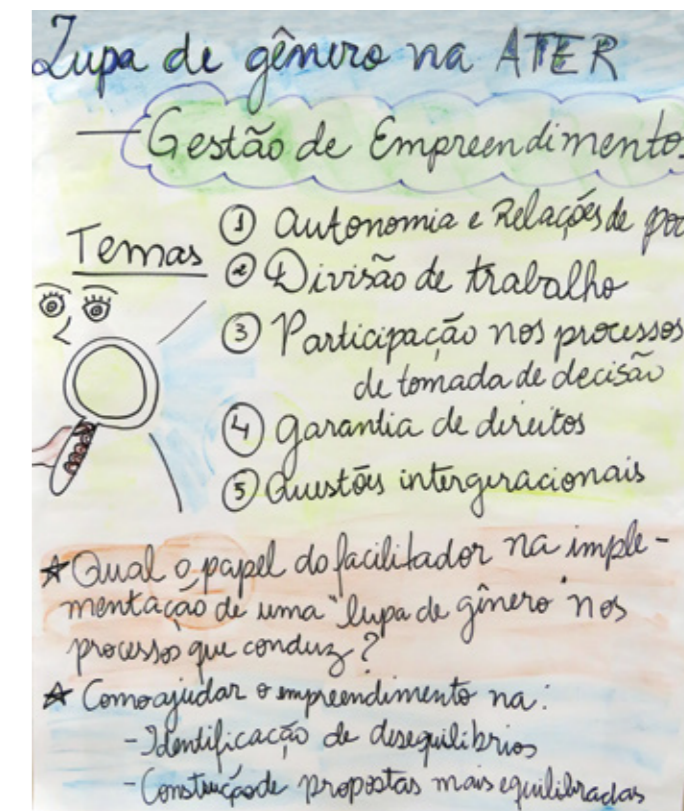 Lupa de gênero na ATER
— Gestão de Empreendimento
Temas
① Autonomia e Relações de pod
② Divisão de trabalho
③ Participação nos processos
de tomada de decisão
④ garantia de direitos
⑤ Questões intergeracionais
★ Qual o papel do facilitador na imple-
mentação de uma "lupa de gênero" nos
processos que conduz?
★ Como ajudar o empreendimento na:
- Identificação de desequilíbrios
- Construção de propostas mais equilibradas